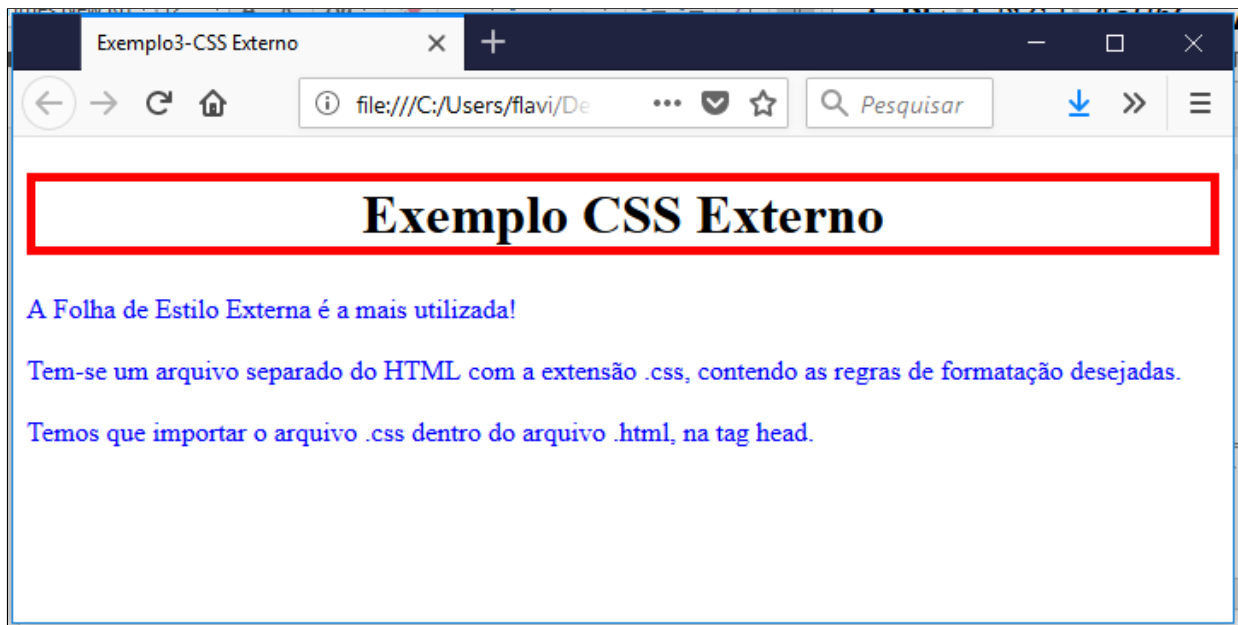 Exemplo3-CSS Externo
file:///C:/Users/flavi/De
Pesquisar
Exemplo CSS Externo
A Folha de Estilo Externa é a mais utilizada!
Tem-se um arquivo separado do HTML com a extensão .css, contendo as regras de formatação desejadas.
Temos que importar o arquivo .css dentro do arquivo .html, na tag head.